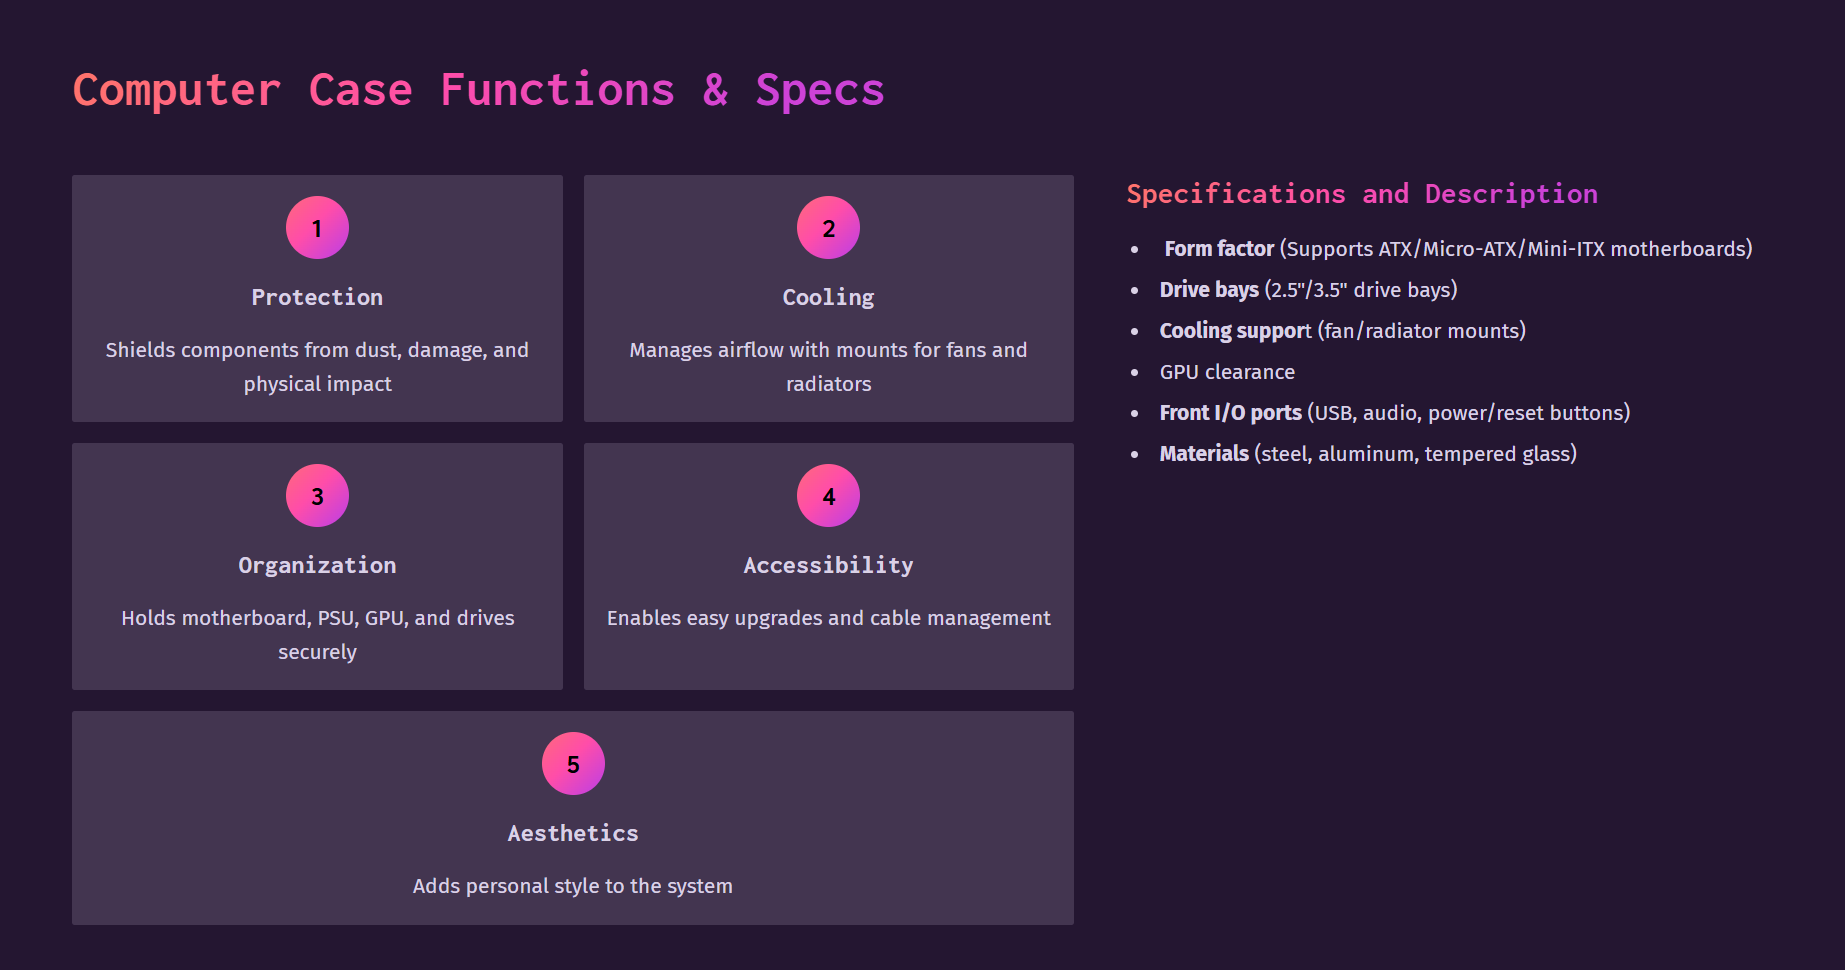 Computer Case Functions & Specs
1
Protection
Shields components from dust, damage, and
physical impact
2
Cooling
Manages airflow with mounts for fans and
radiators
3
Organization
Holds motherboard, PSU, GPU, and drives
securely
4
Accessibility
Enables easy upgrades and cable management
5
Aesthetics
Adds personal style to the system
Specifications and Description
• Form factor (Supports ATX/Micro-ATX/Mini-ITX motherboards)
• Drive bays (2.5"/3.5" drive bays)
• Cooling support (fan/radiator mounts)
• GPU clearance
• Front I/O ports (USB, audio, power/reset buttons)
• Materials (steel, aluminum, tempered glass)